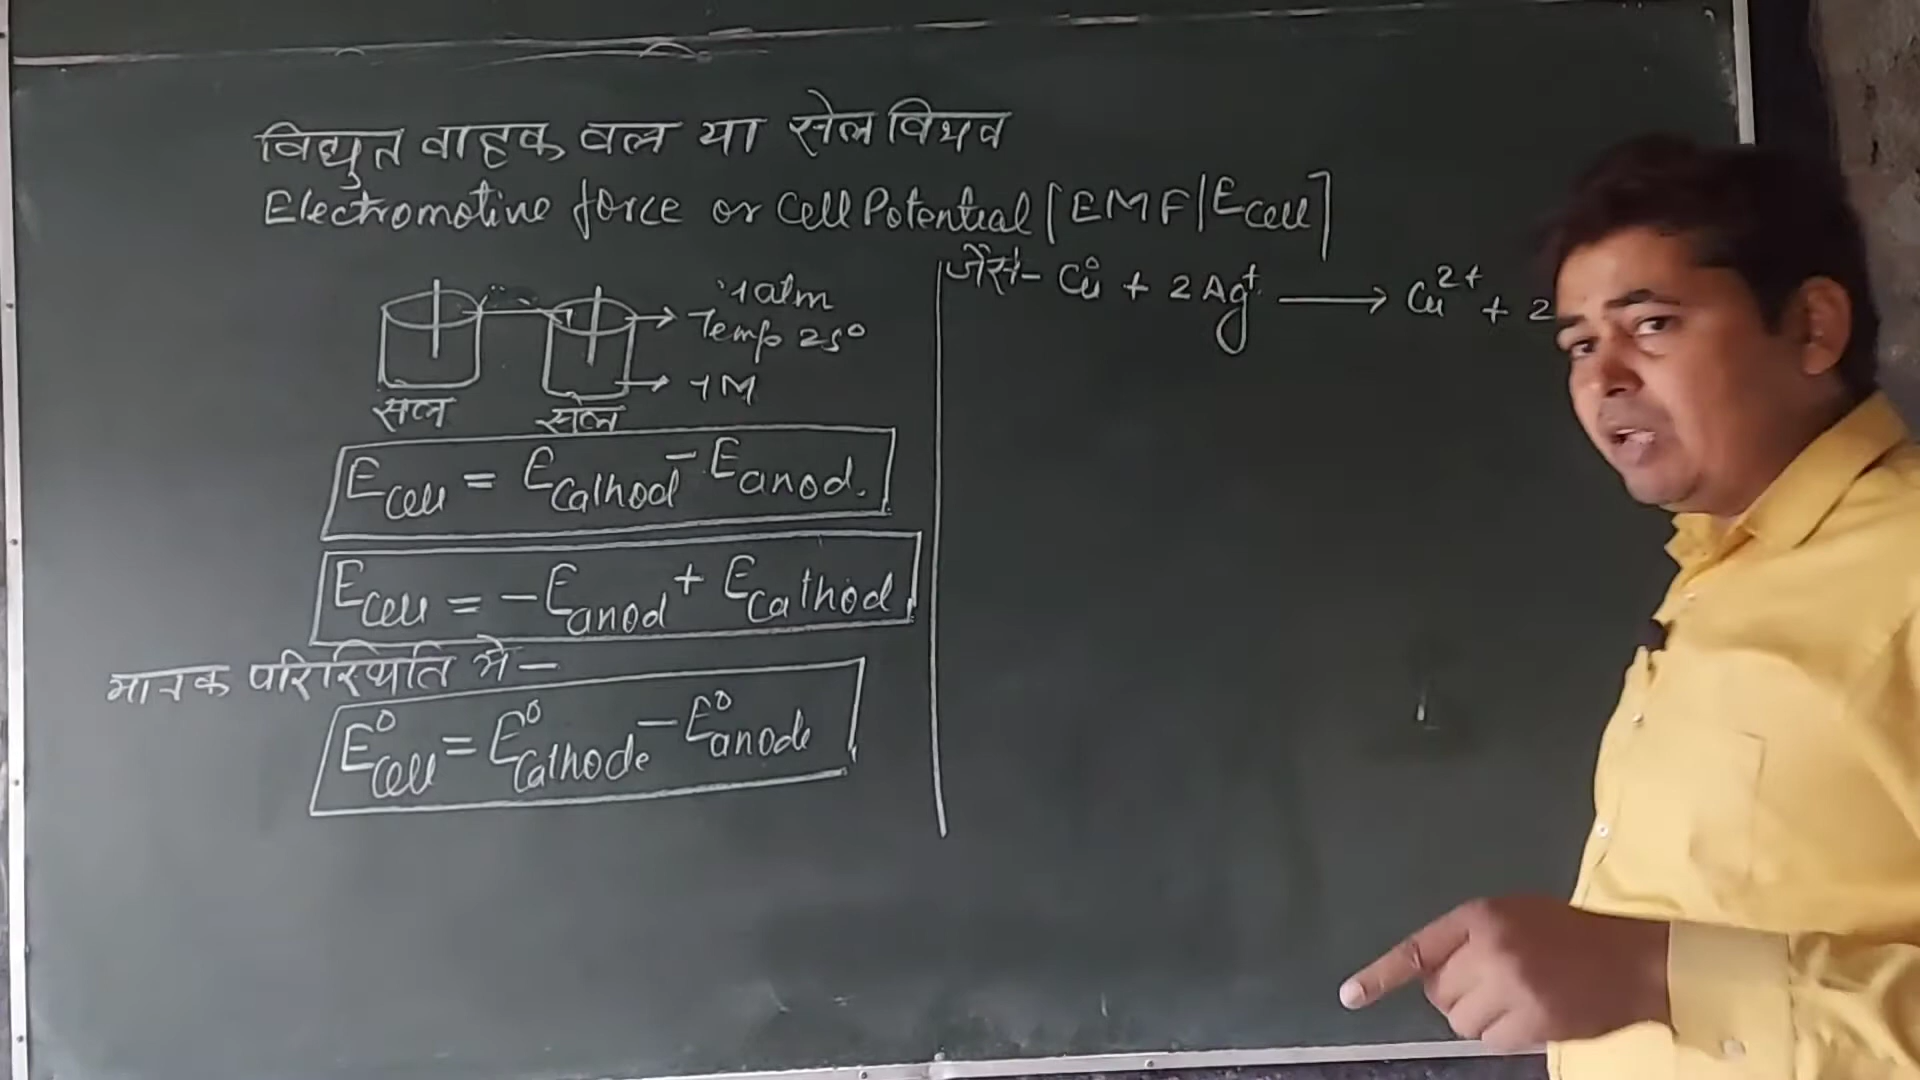 विद्युत वाहक वल या सेल विभव
Electromotive force or Cell Potential [EMF|Ecell]
1 atm
Temp 25°
1M
सेल सेल
Ecell = Ecathod - Eanod.
Ecell = -Eanod + Ecathod
मानक परिस्थिति मे -
E°cell = E°cathode - E°anode
जैसे- Cu° + 2Ag⁺ ⟶ Cu²⁺ + 2